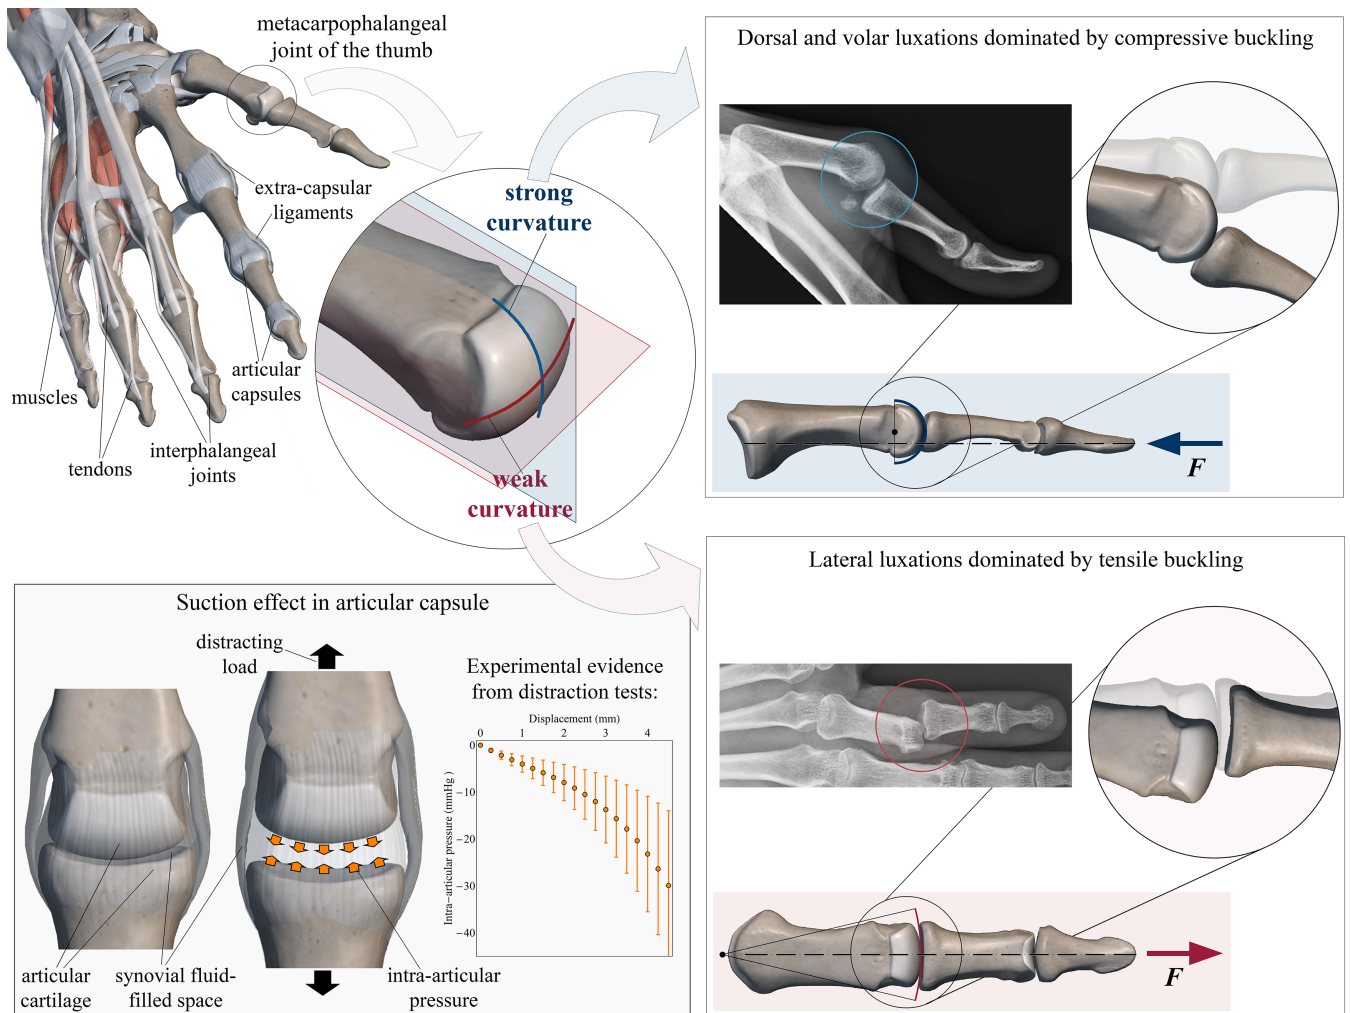 metacarpophalangeal
joint of the thumb
extra-capsular
ligaments
articular
capsules
muscles
tendons
interphalangeal
joints
strong
curvature
weak
curvature
Dorsal and volar luxations dominated by compressive buckling
F
Lateral luxations dominated by tensile buckling
F
Suction effect in articular capsule
distracting
load
articular
cartilage
synovial fluid-
filled space
intra-articular
pressure
Experimental evidence
from distraction tests:
Displacement (mm)
0 1 2 3 4
0
−10
−20
−30
−40
Intra−articular pressure (mmHg )